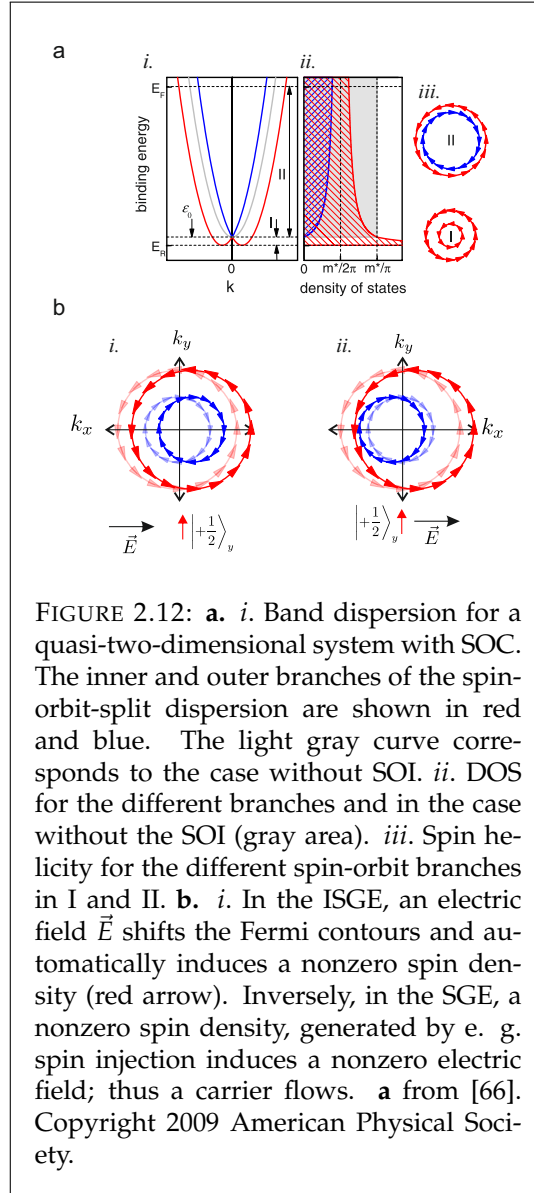 a
i.
ii.
iii.
E_F
binding energy
II
II
ε_0
I
I
E_R
0
0
m*/2π
m*/π
k
density of states
b
i.
k_y
ii.
k_y
k_x
k_x
E⃗
|+1/2⟩_y
|+1/2⟩_y
E⃗
FIGURE 2.12: a. i. Band dispersion for a
quasi-two-dimensional system with SOC.
The inner and outer branches of the spin-
orbit-split dispersion are shown in red
and blue. The light gray curve corre-
sponds to the case without SOI. ii. DOS
for the different branches and in the case
without the SOI (gray area). iii. Spin he-
licity for the different spin-orbit branches
in I and II. b. i. In the ISGE, an electric
field E⃗ shifts the Fermi contours and au-
tomatically induces a nonzero spin den-
sity (red arrow). Inversely, in the SGE, a
nonzero spin density, generated by e. g.
spin injection induces a nonzero electric
field; thus a carrier flows. a from [66].
Copyright 2009 American Physical Soci-
ety.